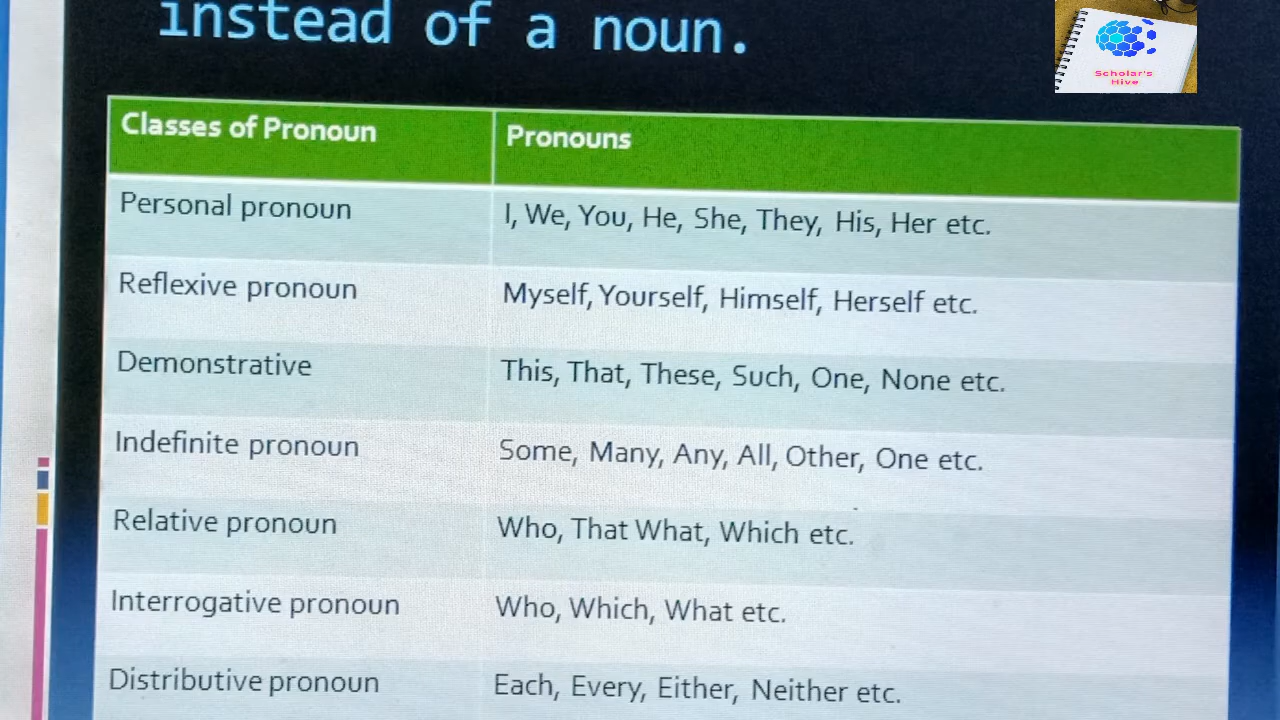 instead of a noun.
Scholar's
Hive
Classes of Pronoun Pronouns
Personal pronoun I, We, You, He, She, They, His, Her etc.
Reflexive pronoun Myself, Yourself, Himself, Herself etc.
Demonstrative This, That, These, Such, One, None etc.
Indefinite pronoun Some, Many, Any, All, Other, One etc.
Relative pronoun Who, That What, Which etc.
Interrogative pronoun Who, Which, What etc.
Distributive pronoun Each, Every, Either, Neither etc.